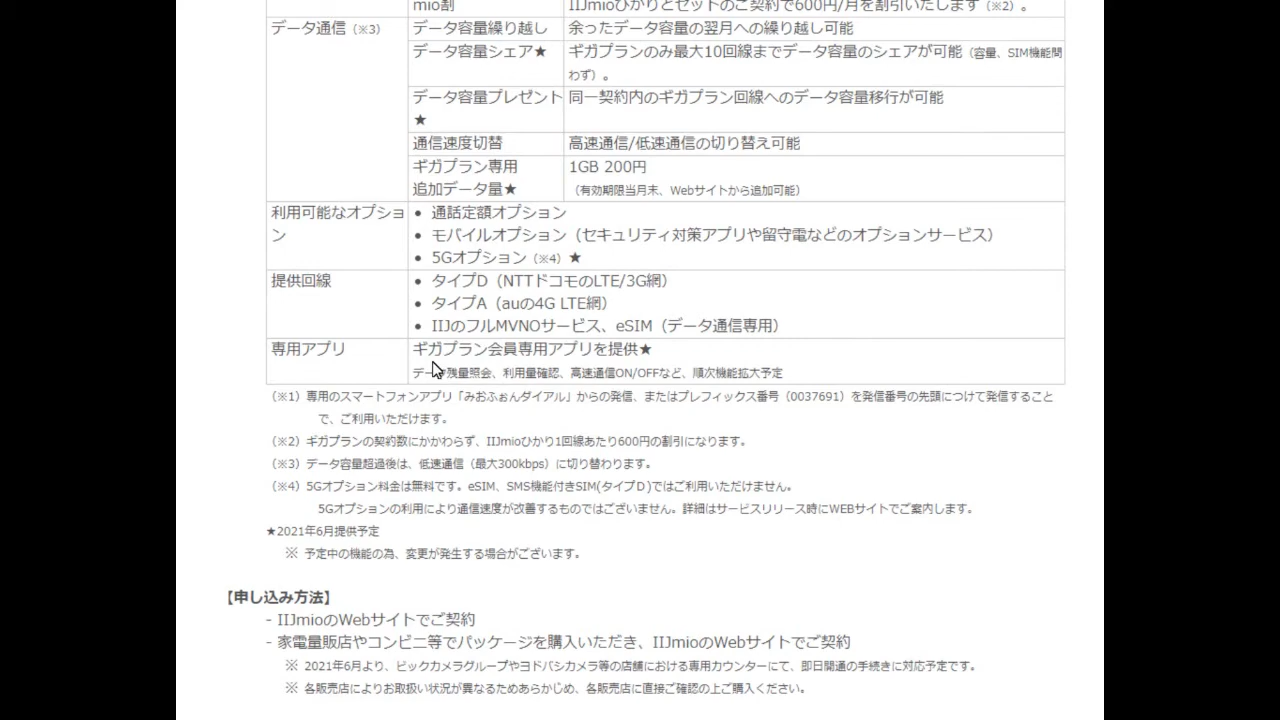 mio割 IIJmioひかりとセットのご契約で600円/月を割引いたします（※2）。
データ通信（※3） データ容量繰り越し 余ったデータ容量の翌月への繰り越し可能
データ容量シェア★ ギガプランのみ最大10回線までデータ容量のシェアが可能（容量、SIM機能問
わず）。
データ容量プレゼント 同一契約内のギガプラン回線へのデータ容量移行が可能
★
通信速度切替 高速通信/低速通信の切り替え可能
ギガプラン専用 1GB 200円
追加データ量★ （有効期限当月末、Webサイトから追加可能）
利用可能なオプショ ● 通話定額オプション
ン ● モバイルオプション（セキュリティ対策アプリや留守電などのオプションサービス）
● 5Gオプション（※4）★
提供回線 ● タイプD（NTTドコモのLTE/3G網）
● タイプA（auの4G LTE網）
● IIJのフルMVNOサービス、eSIM（データ通信専用）
専用アプリ ギガプラン会員専用アプリを提供★
データ残量照会、利用量確認、高速通信ON/OFFなど、順次機能拡大予定
（※1）専用のスマートフォンアプリ「みおふぉんダイアル」からの発信、またはプレフィックス番号（0037691）を発信番号の先頭につけて発信すること
で、ご利用いただけます。
（※2）ギガプランの契約数にかかわらず、IIJmioひかり1回線あたり600円の割引になります。
（※3）データ容量超過後は、低速通信（最大300kbps）に切り替わります。
（※4）5Gオプション料金は無料です。eSIM、SMS機能付きSIM(タイプD)ではご利用いただけません。
5Gオプションの利用により通信速度が改善するものではございません。詳細はサービスリリース時にWEBサイトでご案内します。
★2021年6月提供予定
※ 予定中の機能の為、変更が発生する場合がございます。
【申し込み方法】
- IIJmioのWebサイトでご契約
- 家電量販店やコンビニ等でパッケージを購入いただき、IIJmioのWebサイトでご契約
※ 2021年6月より、ビックカメラグループやヨドバシカメラ等の店舗における専用カウンターにて、即日開通の手続きに対応予定です。
※ 各販売店によりお取扱い状況が異なるためあらかじめ、各販売店に直接ご確認の上ご購入ください。